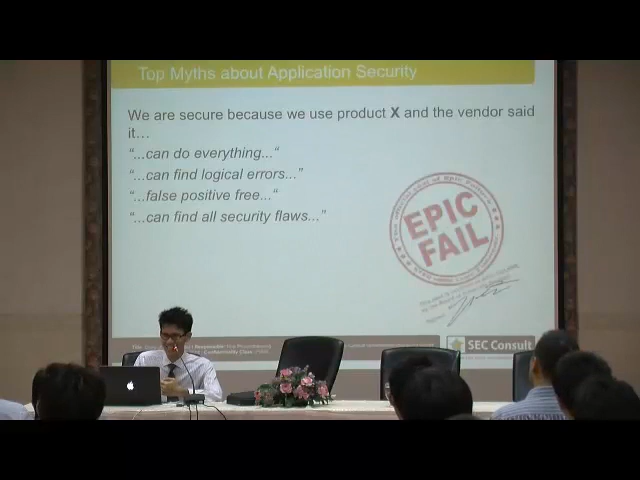 Top Myths about Application Security
We are secure because we use product X and the vendor said
it…
“...can do everything...“
“...can find logical errors...”
“...false positive free...“
“...can find all security flaws...”
EPIC
FAIL
SEC Consult